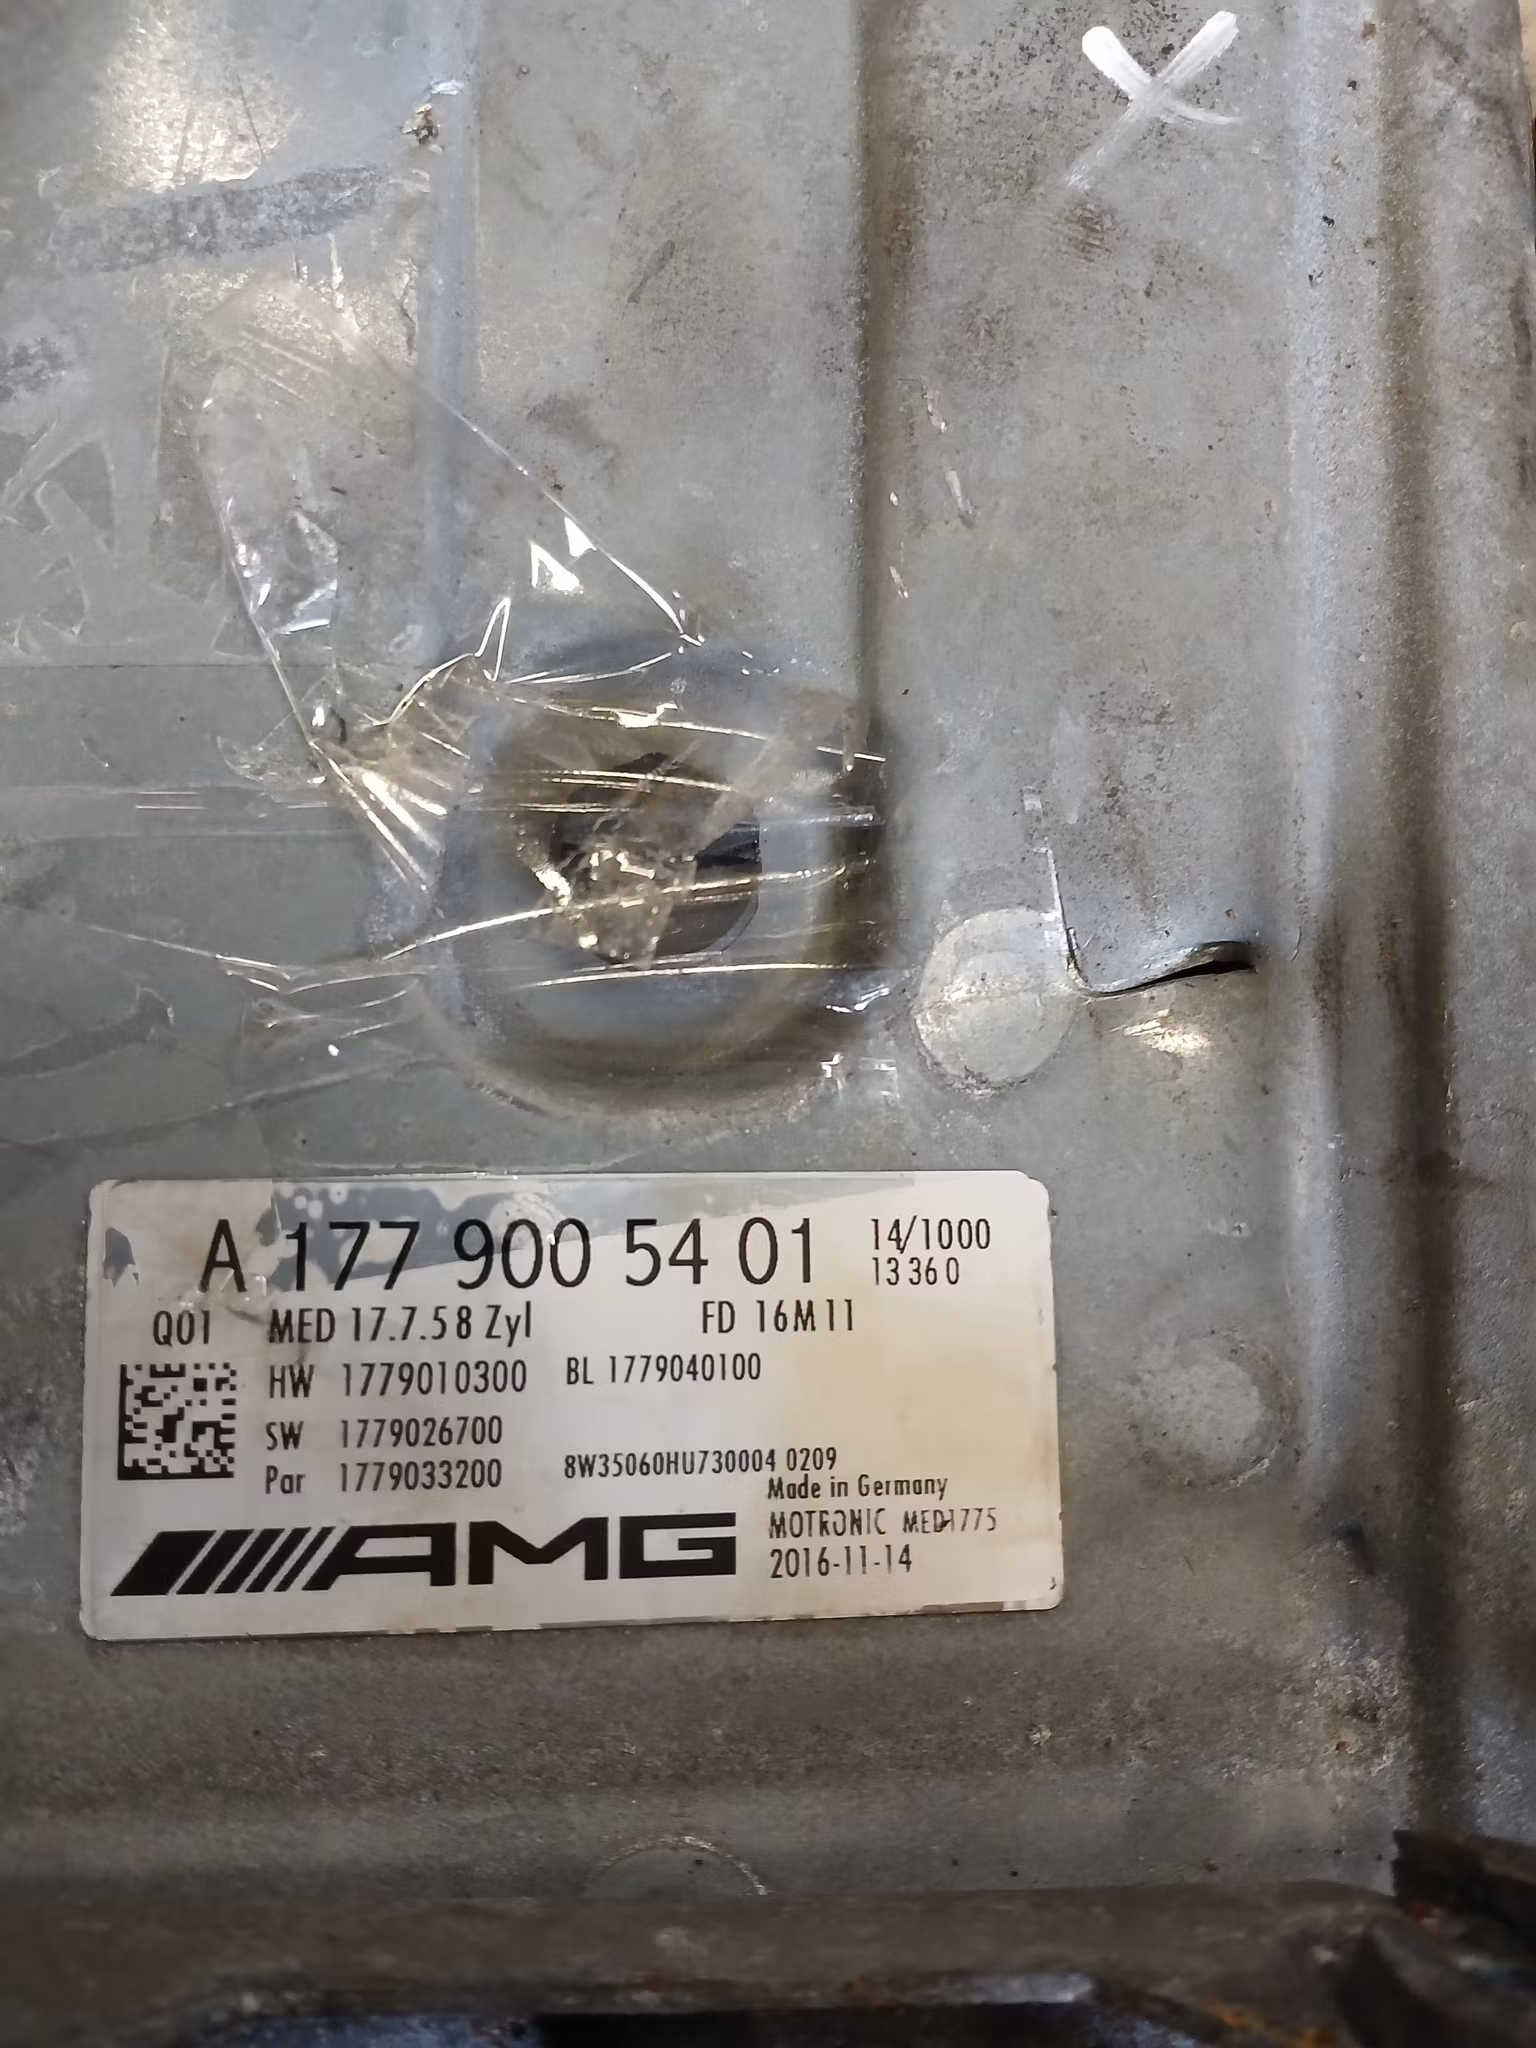 A 177 900 54 01 14/1000
13 36 0
Q01 MED 17.7.5 8 Zyl FD 16M11
HW 1779010300 BL 1779040100
SW 1779026700
Par 1779033200 8W35060HU730004 0209
Made in Germany
AMG MOTRONIC MED1775
2016-11-14